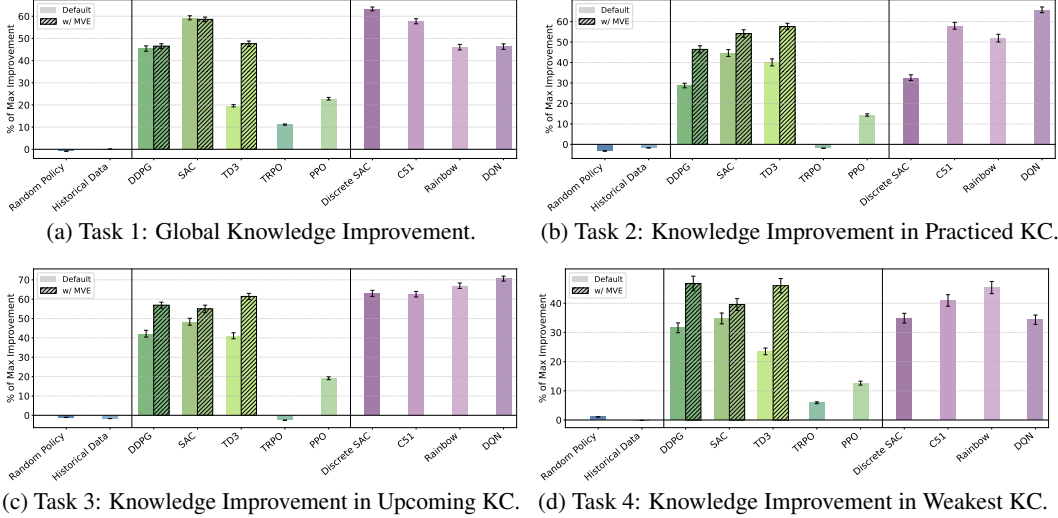 Default
w/ MVE
% of Max Improvement
60
50
40
30
20
10
0
Random Policy
Historical Data
DDPG
SAC
TD3
TRPO
PPO
Discrete SAC
C51
Rainbow
DQN
(a) Task 1: Global Knowledge Improvement.
Default
w/ MVE
% of Max Improvement
60
50
40
30
20
10
0
Random Policy
Historical Data
DDPG
SAC
TD3
TRPO
PPO
Discrete SAC
C51
Rainbow
DQN
(b) Task 2: Knowledge Improvement in Practiced KC.
Default
w/ MVE
% of Max Improvement
70
60
50
40
30
20
10
0
Random Policy
Historical Data
DDPG
SAC
TD3
TRPO
PPO
Discrete SAC
C51
Rainbow
DQN
(c) Task 3: Knowledge Improvement in Upcoming KC.
Default
w/ MVE
% of Max Improvement
40
30
20
10
0
Random Policy
Historical Data
DDPG
SAC
TD3
TRPO
PPO
Discrete SAC
C51
Rainbow
DQN
(d) Task 4: Knowledge Improvement in Weakest KC.